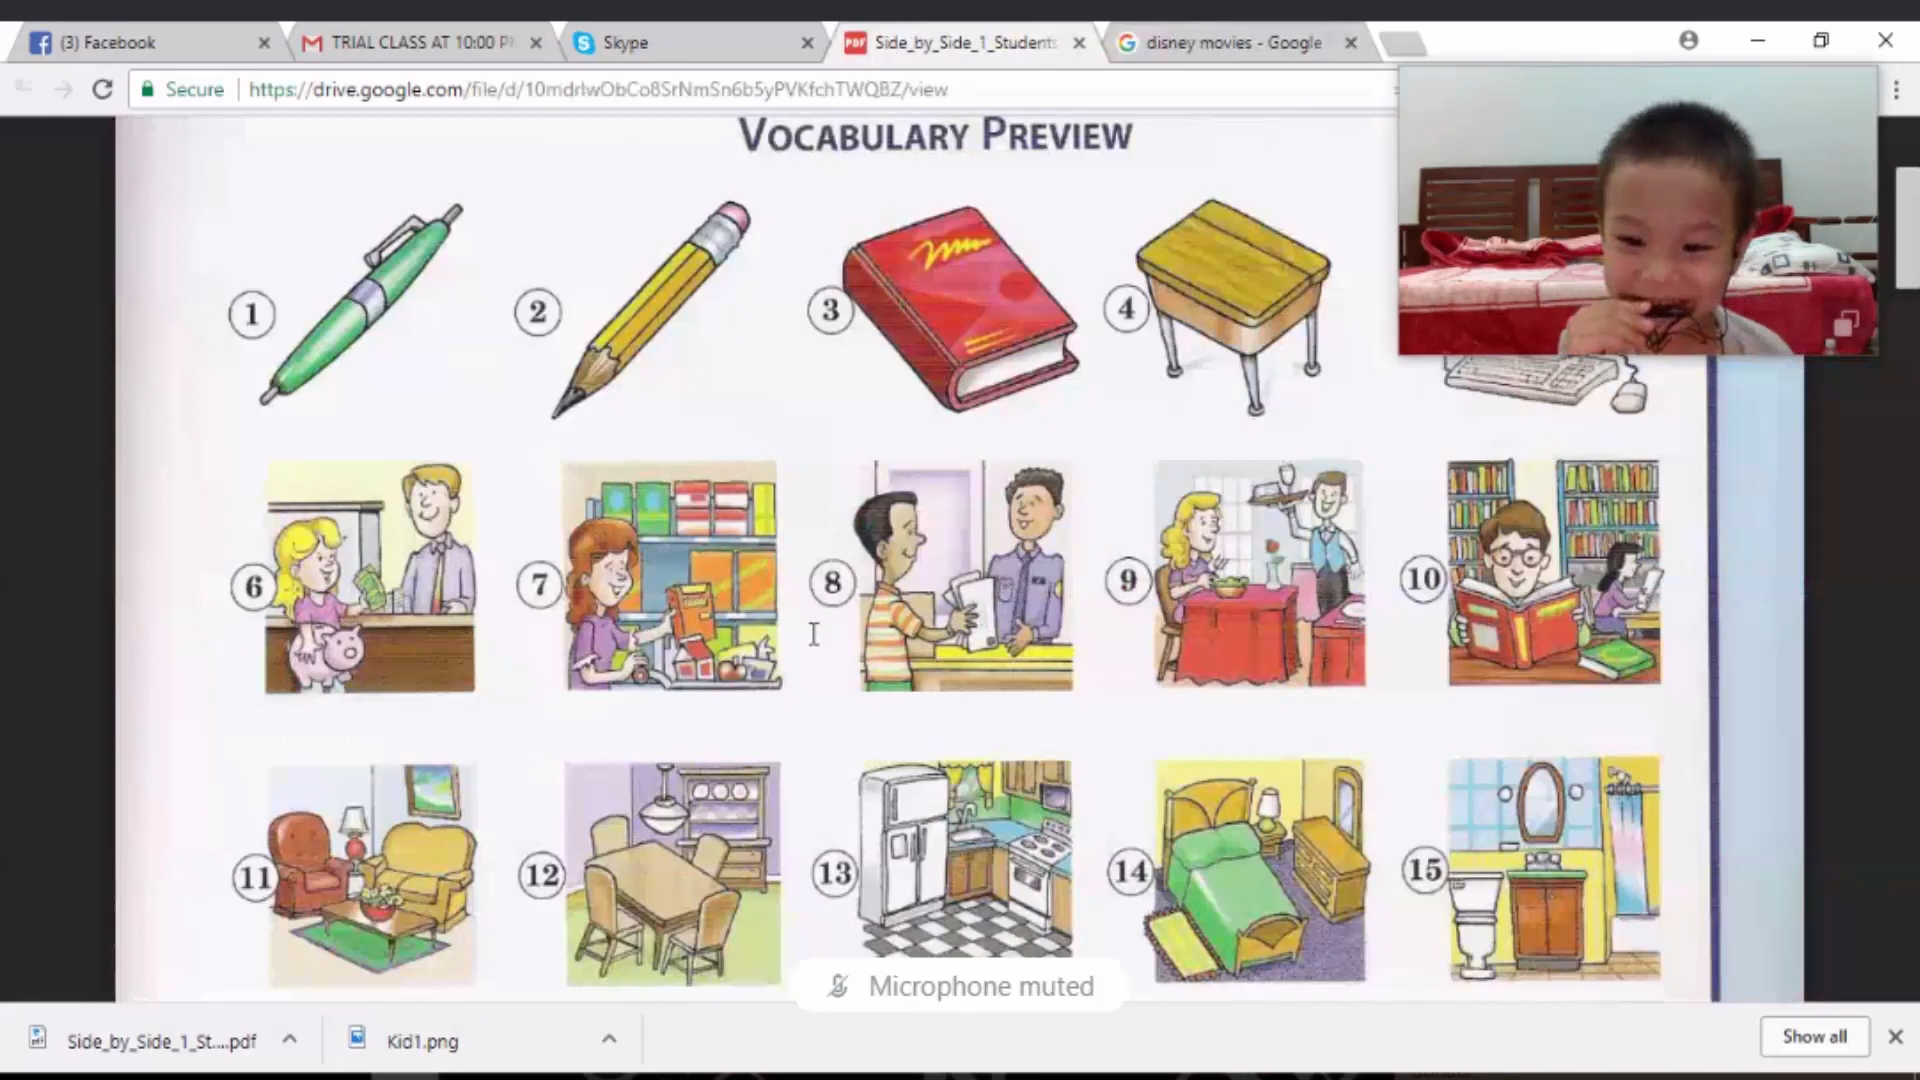 (3) Facebook
TRIAL CLASS AT 10:00 P
Skype
PDF
Side_by_Side_1_Students
disney movies - Google
Secure
https://drive.google.com/file/d/10mdrlwObCo8SrNmSn6b5yPVKfchTWQBZ/view
VOCABULARY PREVIEW
1
2
3
4
6
7
8
9
10
11
12
13
14
15
Microphone muted
Side_by_Side_1_St....pdf
Kid1.png
Show all